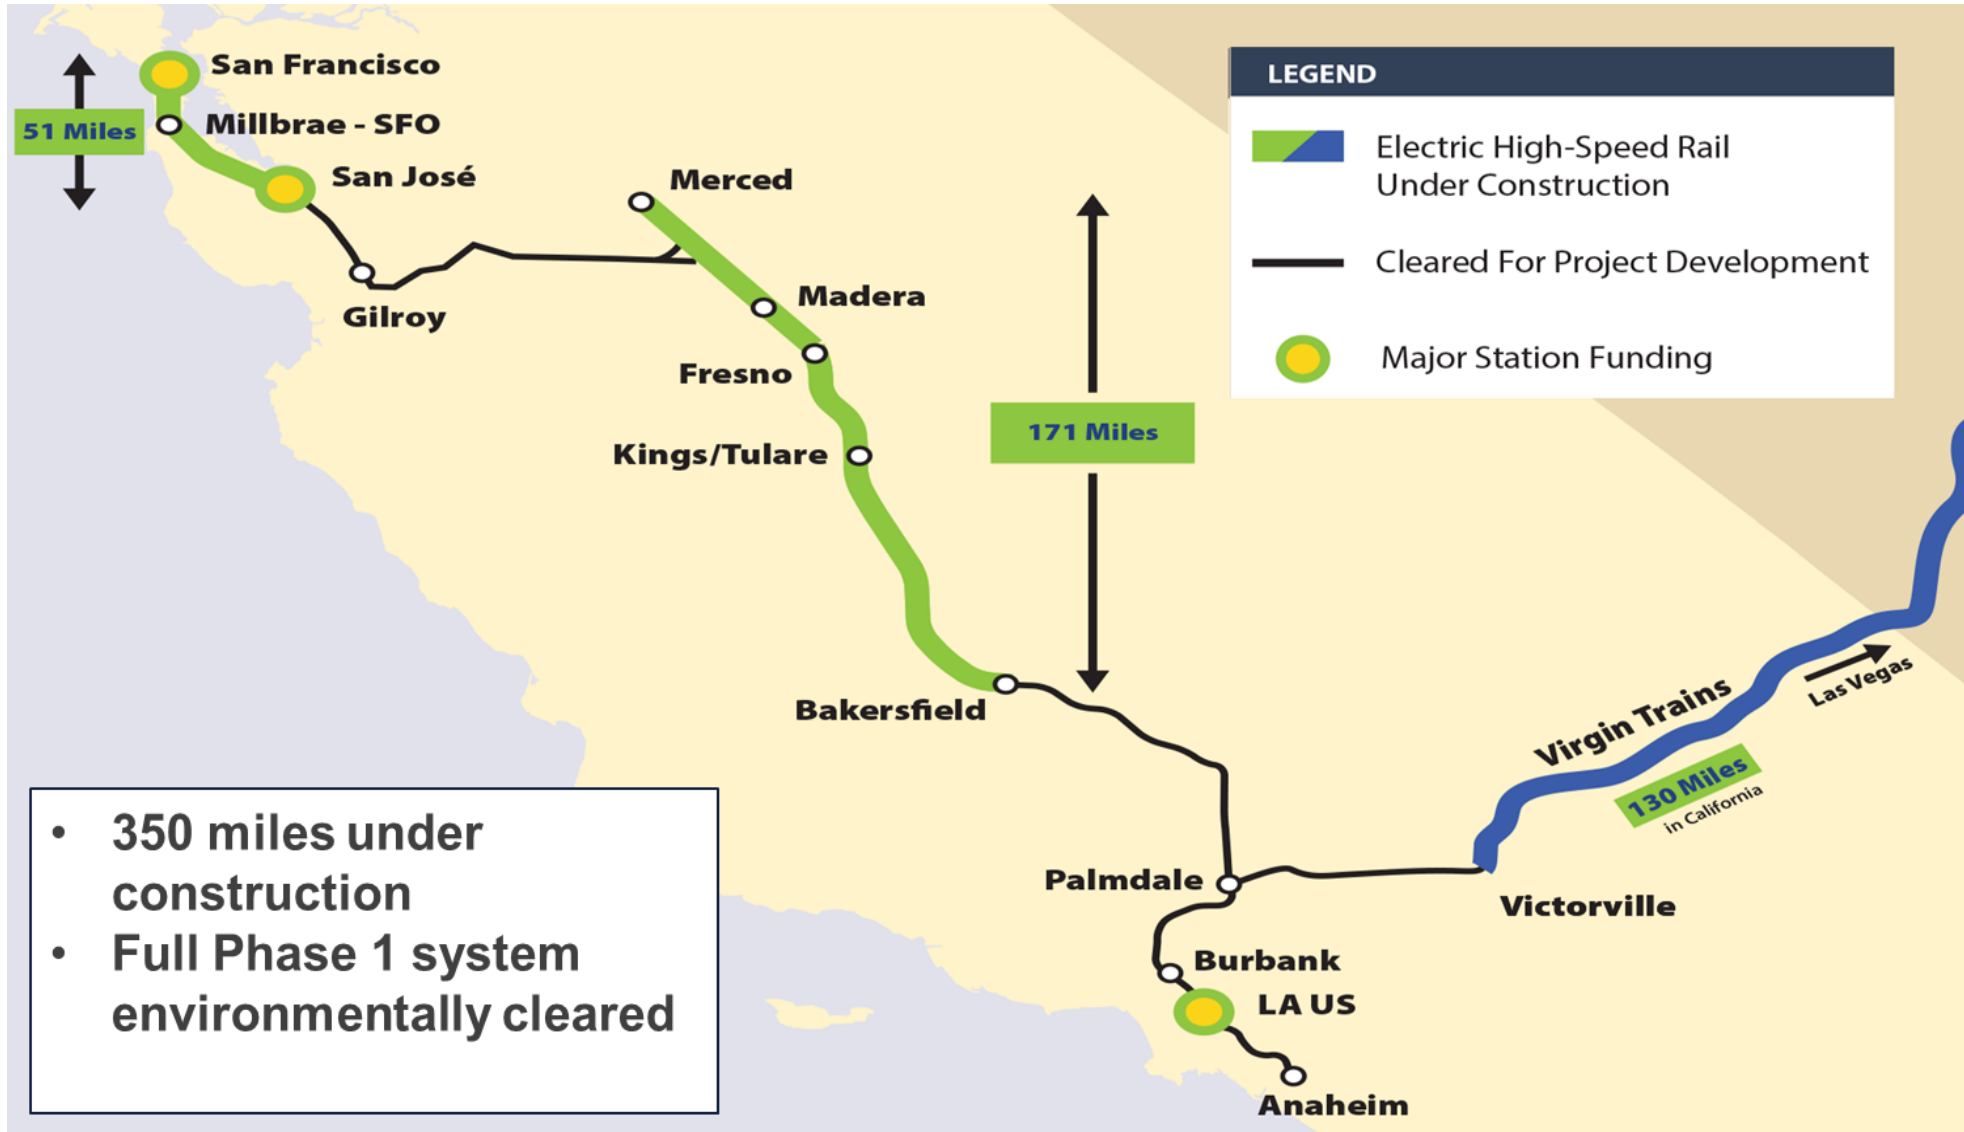 San Francisco
51 Miles
Millbrae - SFO
San José
Gilroy
Merced
Madera
Fresno
Kings/Tulare
Bakersfield
171 Miles
LEGEND
Electric High-Speed Rail
Under Construction
Cleared For Project Development
Major Station Funding
Las Vegas
Virgin Trains
130 Miles
in California
Palmdale
Victorville
Burbank
LA US
Anaheim
• 350 miles under
construction
• Full Phase 1 system
environmentally cleared